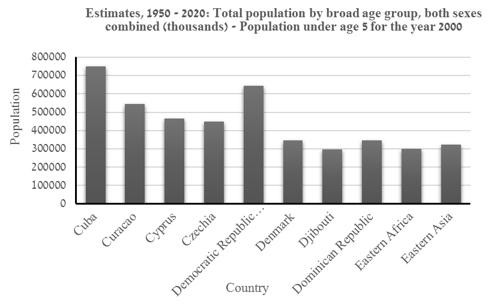 Estimates, 1950 - 2020: Total population by broad age group, both sexes
combined (thousands) - Population under age 5 for the year 2000
Population
800000
700000
600000
500000
400000
300000
200000
100000
0
Cuba
Curacao
Cyprus
Czechia
Democratic Republic…
Denmark
Djibouti
Dominican Republic
Eastern Africa
Eastern Asia
Country